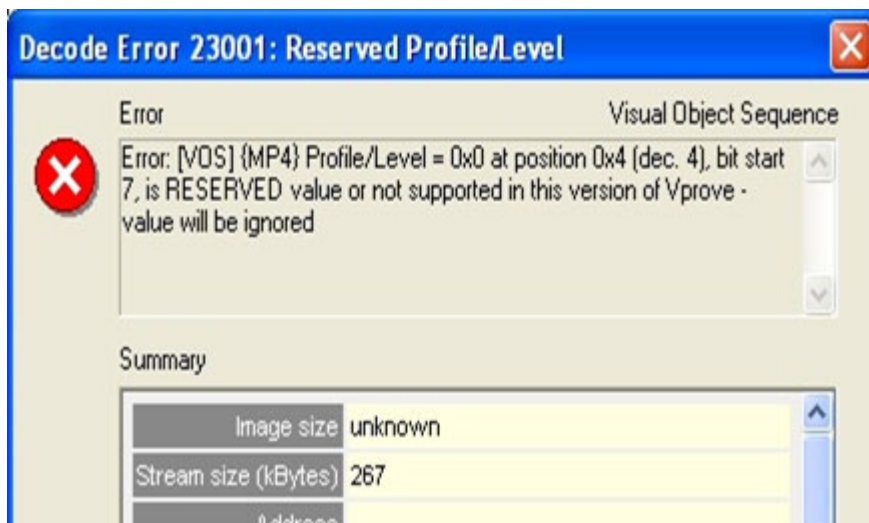 Decode Error 23001: Reserved Profile/Level
Error
Visual Object Sequence
Error: [VOS] {MP4} Profile/Level = 0x0 at position 0x4 (dec. 4), bit start
7, is RESERVED value or not supported in this version of Vprove -
value will be ignored
Summary
Image size unknown
Stream size (kBytes) 267
Address